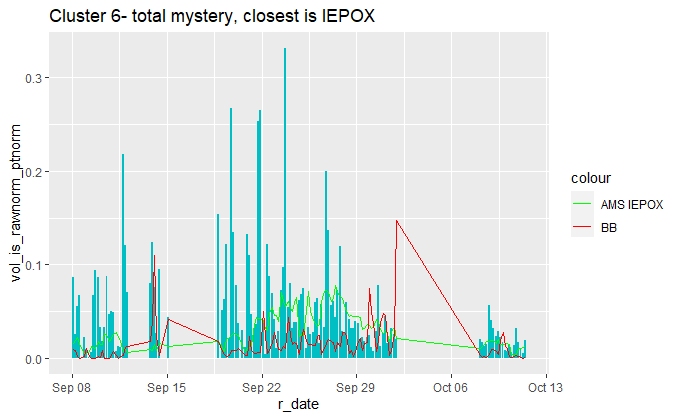 Cluster 6- total mystery, closest is IEPOX
vol_is_rawnorm_ptnorm
0.3
0.2
0.1
0.0
Sep 08
Sep 15
Sep 22
Sep 29
Oct 06
Oct 13
r_date
colour
AMS IEPOX
BB